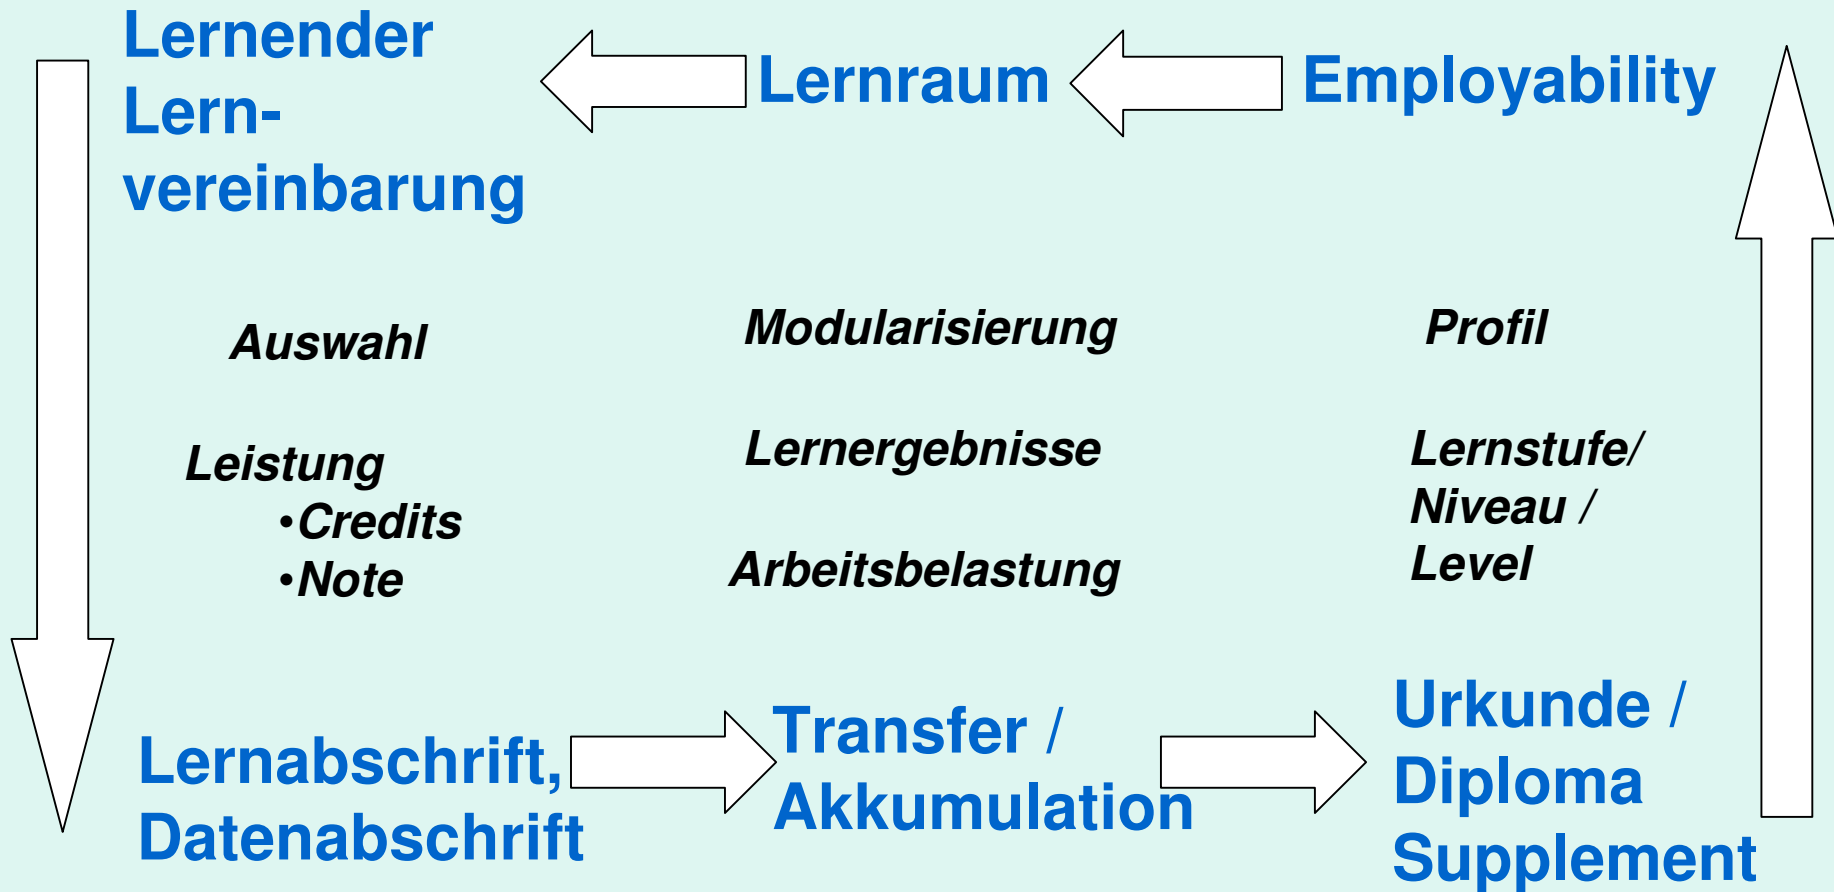 Lernender
Lern-
vereinbarung
Lernraum
Employability
Auswahl
Leistung
•Credits
•Note
Modularisierung
Lernergebnisse
Arbeitsbelastung
Profil
Lernstufe/
Niveau /
Level
Lernabschrift,
Datenabschrift
Transfer /
Akkumulation
Urkunde /
Diploma
Supplement